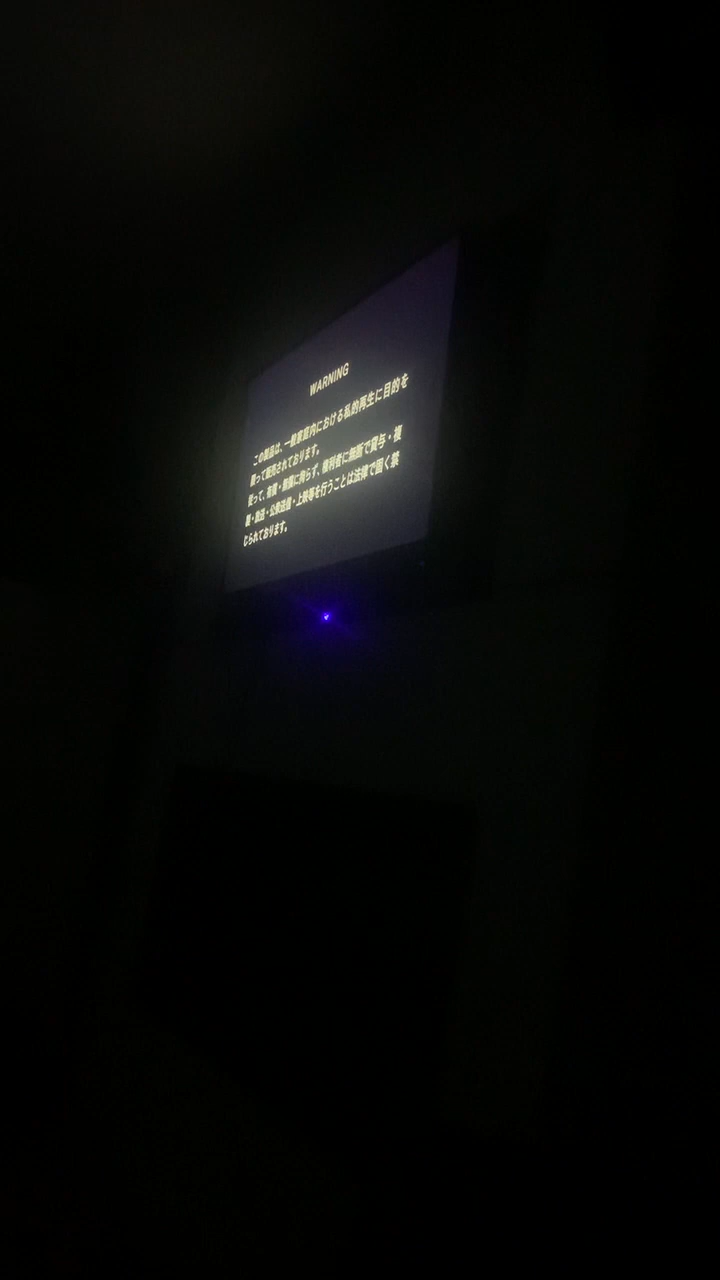 WARNING
この製品は、一般家庭内における私的再生に目的を
限って販売されております。
従って、有償・無償に拘らず、権利者に無断で貸与・複
製・放送・公衆送信・上映等を行うことは法律で固く禁
じられております。